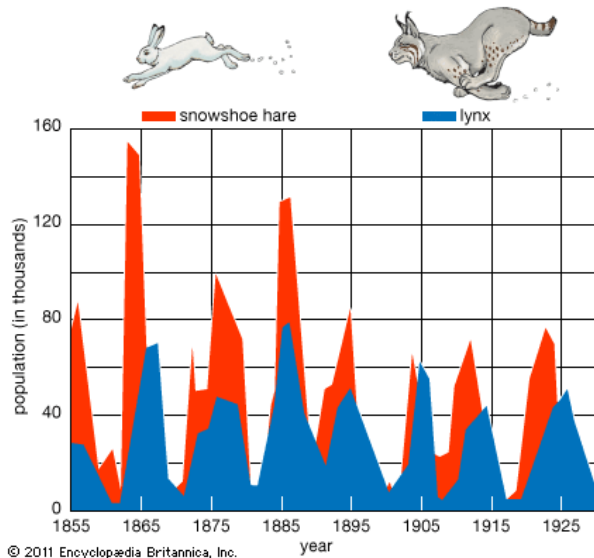 snowshoe hare
lynx
population (in thousands)
160
120
80
40
0
1855 1865 1875 1885 1895 1905 1915 1925
year
© 2011 Encyclopædia Britannica, Inc.